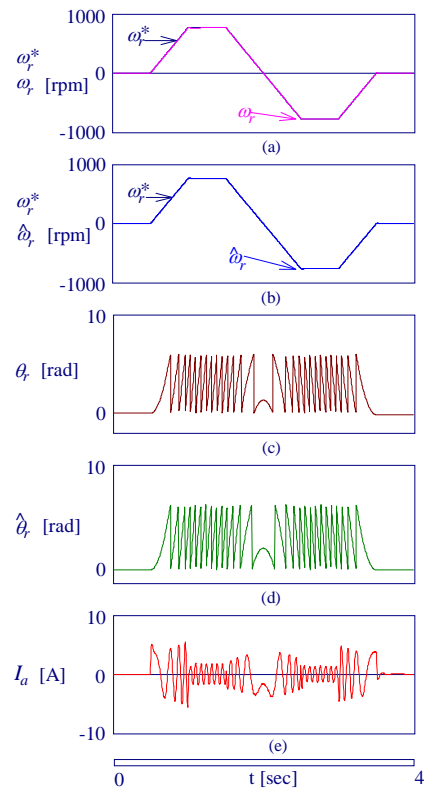 1000
ω_r^*
ω_r^*
0
ω_r [rpm]
ω_r
-1000
(a)
1000
ω_r^*
ω_r^*
0
ω̂_r [rpm]
ω̂_r
-1000
(b)
10
θ_r [rad]
0
(c)
10
θ̂_r [rad]
0
(d)
10
I_a [A]
0
-10
(e)
0 t [sec] 4